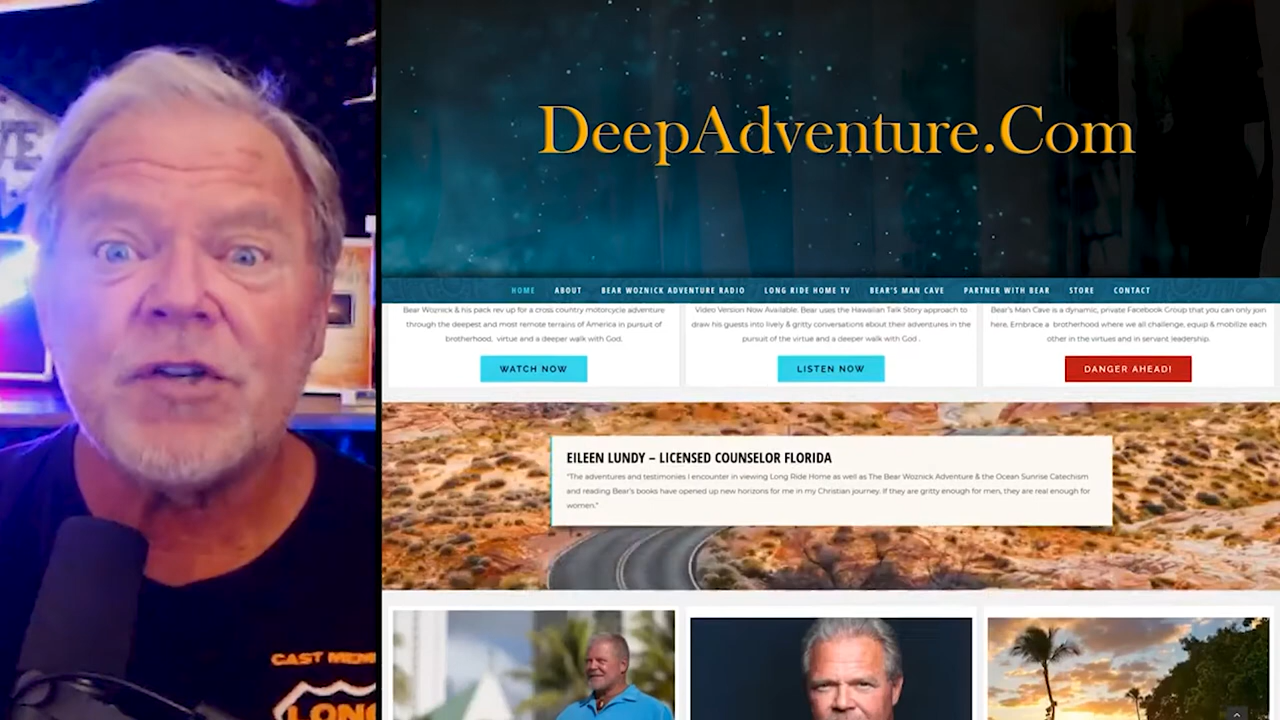 DeepAdventure.Com
HOME ABOUT BEAR WOZNICK ADVENTURE RADIO LONG RIDE HOME TV BEAR'S MAN CAVE PARTNER WITH BEAR STORE CONTACT
Bear Woznick & his pack rev up for a cross country motorcycle adventure
through the deepest and most remote terrains of America in pursuit of
brotherhood, virtue and a deeper walk with God.
WATCH NOW
Video Version Now Available. Bear uses the Hawaiian Talk Story approach to
draw his guests into lively & gritty conversations about their adventures in the
pursuit of the virtue and a deeper walk with God .
LISTEN NOW
Bear's Man Cave is a dynamic, private Facebook Group that you can only join
here. Embrace a brotherhood where we all challenge, equip & mobilize each
other in the virtues and in servant leadership.
DANGER AHEAD!
EILEEN LUNDY – LICENSED COUNSELOR FLORIDA
"The adventures and testimonies I encounter in viewing Long Ride Home as well as The Bear Woznick Adventure & the Ocean Sunrise Catechism
and reading Bear's books have opened up new horizons for me in my Christian journey. If they are gritty enough for men, they are real enough for
women."
CAST MEM
LONG